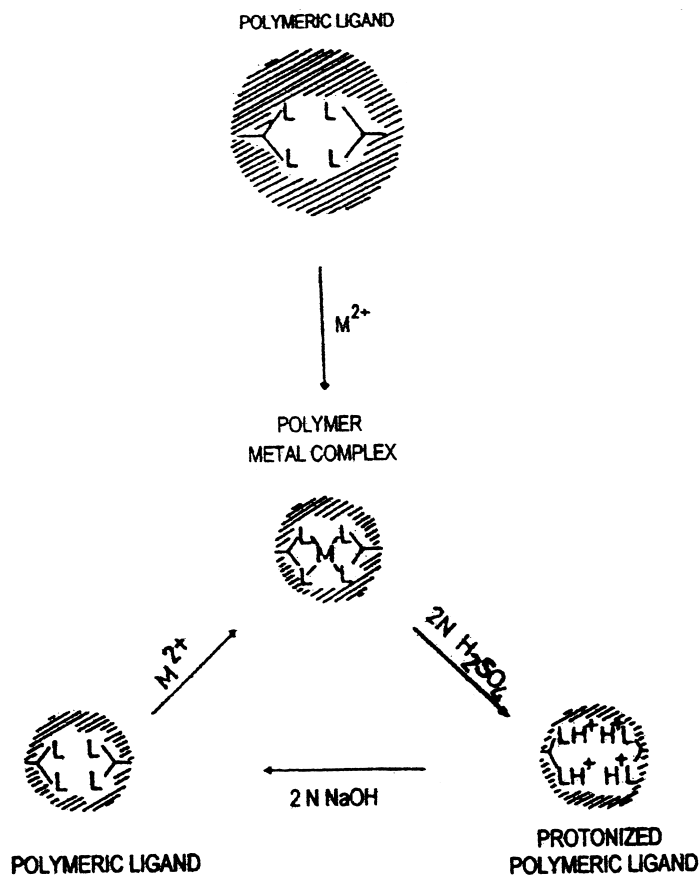 POLYMERIC LIGAND
L L
L L
M²⁺
POLYMER
METAL COMPLEX
L L
M
L L
M²⁺
2N H₂SO₄
L L
L L
2 N NaOH
LH⁺ H⁺L
LH⁺ H⁺L
POLYMERIC LIGAND
PROTONIZED
POLYMERIC LIGAND